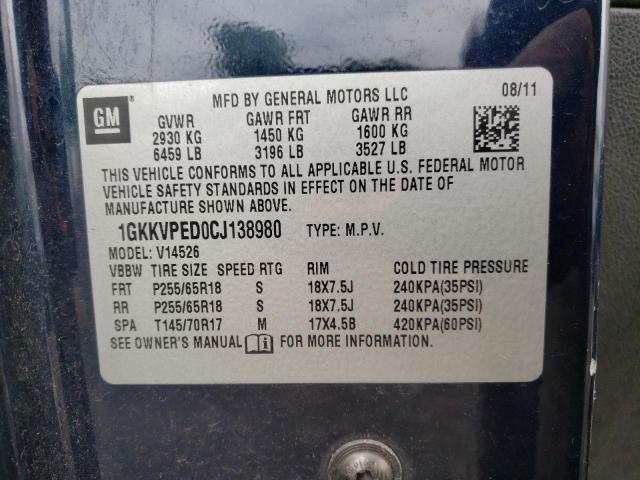 MFD BY GENERAL MOTORS LLC 08/11
GM ® GVWR GAWR FRT GAWR RR
2930 KG 1450 KG 1600 KG
6459 LB 3196 LB 3527 LB
THIS VEHICLE CONFORMS TO ALL APPLICABLE U.S. FEDERAL MOTOR
VEHICLE SAFETY STANDARDS IN EFFECT ON THE DATE OF
MANUFACTURE SHOWN ABOVE.
1GKKVPED0CJ138980 TYPE: M.P.V.
MODEL: V14526
VBBW TIRE SIZE SPEED RTG RIM COLD TIRE PRESSURE
FRT P255/65R18 S 18X7.5J 240KPA(35PSI)
RR P255/65R18 S 18X7.5J 240KPA(35PSI)
SPA T145/70R17 M 17X4.5B 420KPA(60PSI)
SEE OWNER'S MANUAL FOR MORE INFORMATION.